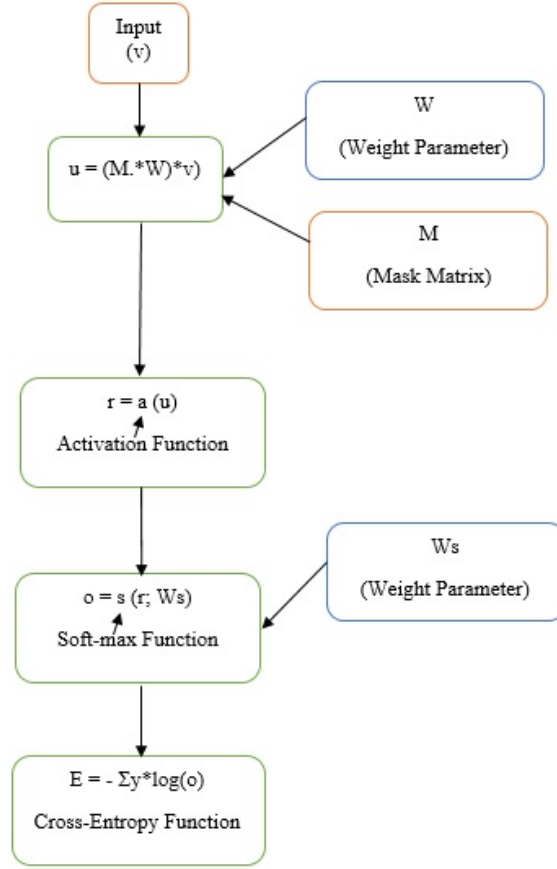 Input
(v)
W
(Weight Parameter)
u = (M.*W)*v)
M
(Mask Matrix)
r = a (u)
Activation Function
Ws
(Weight Parameter)
o = s (r; Ws)
Soft-max Function
E = - Σy*log(o)
Cross-Entropy Function